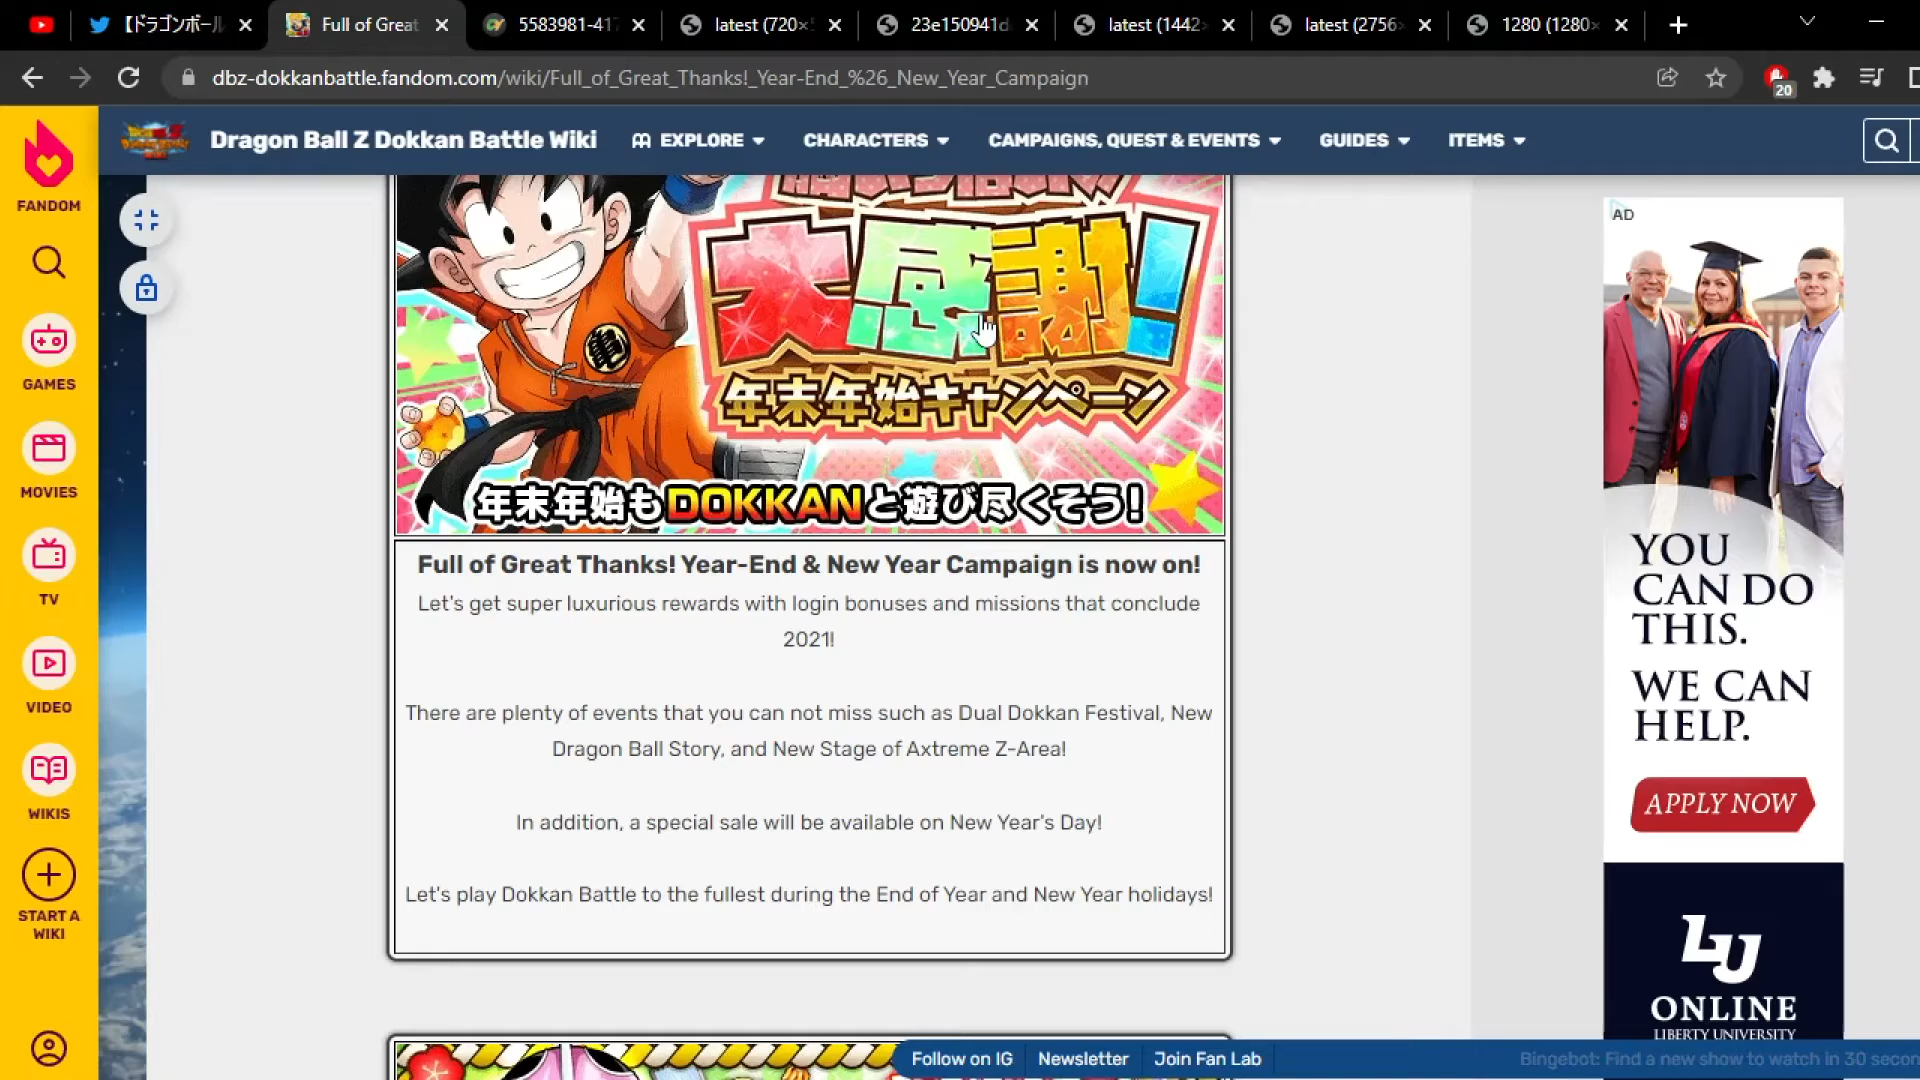 【ドラゴンボール
Full of Great
5583981-417
latest (720×
23e150941d
latest (1442×
latest (2756×
1280 (1280×
dbz-dokkanbattle.fandom.com/wiki/Full_of_Great_Thanks!_Year-End_%26_New_Year_Campaign
20
FANDOM
GAMES
MOVIES
TV
VIDEO
WIKIS
START A
WIKI
Dragon Ball Z Dokkan Battle Wiki
EXPLORE
CHARACTERS
CAMPAIGNS, QUEST & EVENTS
GUIDES
ITEMS
大感謝!
年末年始キャンペーン
年末年始もDOKKANと遊び尽くそう!
Full of Great Thanks! Year-End & New Year Campaign is now on!
Let's get super luxurious rewards with login bonuses and missions that conclude
2021!
There are plenty of events that you can not miss such as Dual Dokkan Festival, New
Dragon Ball Story, and New Stage of Axtreme Z-Area!
In addition, a special sale will be available on New Year's Day!
Let's play Dokkan Battle to the fullest during the End of Year and New Year holidays!
AD
YOU
CAN DO
THIS.
WE CAN
HELP.
APPLY NOW
LU
ONLINE
LIBERTY UNIVERSITY
Follow on IG
Newsletter
Join Fan Lab
Bingebot: Find a new show to watch in 30 secon